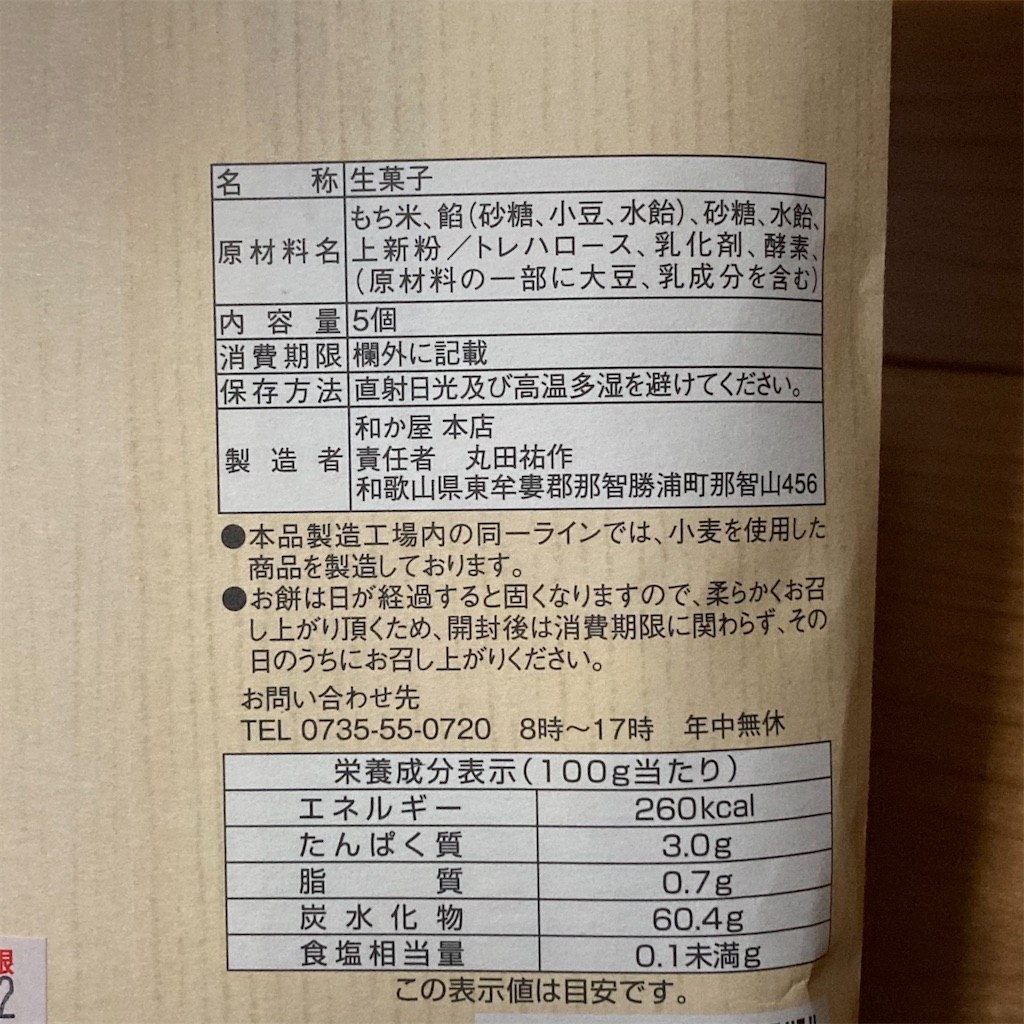 名称 生菓子
原材料名 もち米、餡(砂糖、小豆、水飴)、砂糖、水飴、
上新粉／トレハロース、乳化剤、酵素、
(原材料の一部に大豆、乳成分を含む)
内容量 5個
消費期限 欄外に記載
保存方法 直射日光及び高温多湿を避けてください。
製造者 和か屋 本店
責任者 丸田祐作
和歌山県東牟婁郡那智勝浦町那智山456
●本品製造工場内の同一ラインでは、小麦を使用した
商品を製造しております。
●お餅は日が経過すると固くなりますので、柔らかくお召
し上がり頂くため、開封後は消費期限に関わらず、その
日のうちにお召し上がりください。
お問い合わせ先
TEL 0735-55-0720 8時〜17時 年中無休
栄養成分表示(100g当たり)
エネルギー 260kcal
たんぱく質 3.0g
脂質 0.7g
炭水化物 60.4g
食塩相当量 0.1未満g
この表示値は目安です。
限
2